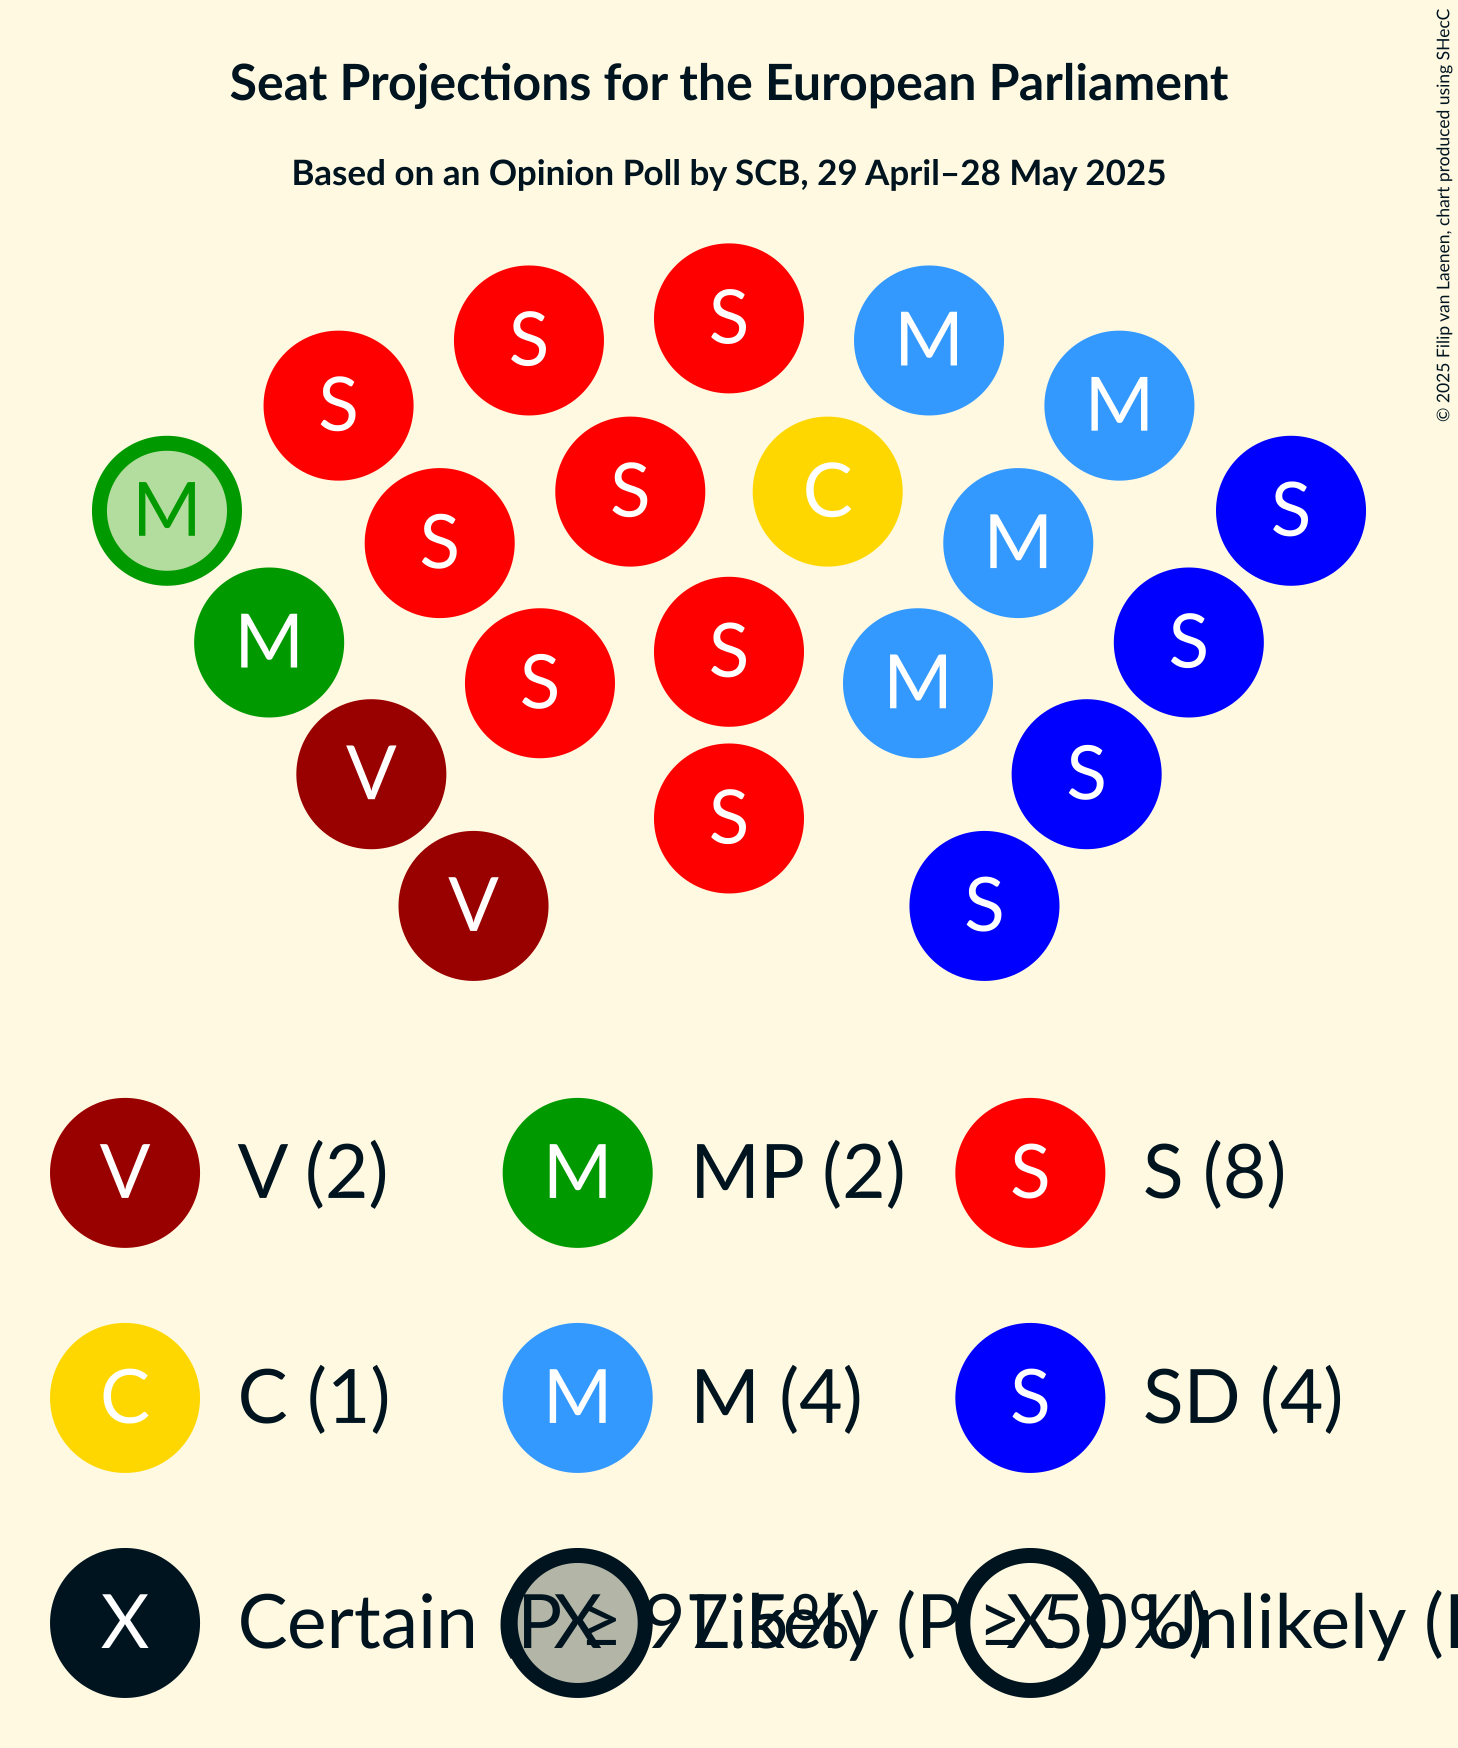 Seat Projections for the European Parliament
Based on an Opinion Poll by SCB, 29 April–28 May 2025
© 2025 Filip van Laenen, chart produced using SHecC
S
S
S
M
M
M
S
S
S
C
M
S
M
S
S
M
S
V
S
S
V
S
V V (2)
M MP (2)
S S (8)
C C (1)
M M (4)
S SD (4)
X Certain (P ≥ 97.5%)
X Likely (P ≥ 50%)
X Unlikely (